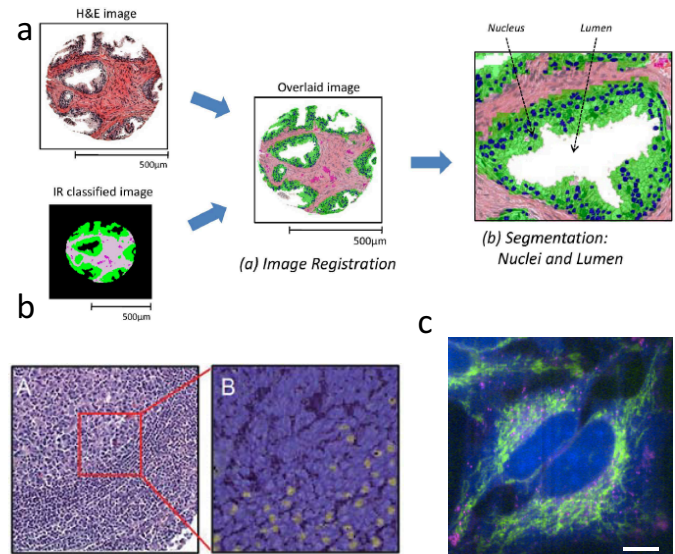 a
H&E image
500µm
IR classified image
500µm
Overlaid image
500µm
(a) Image Registration
Nucleus
Lumen
(b) Segmentation:
Nuclei and Lumen
b
A
B
c